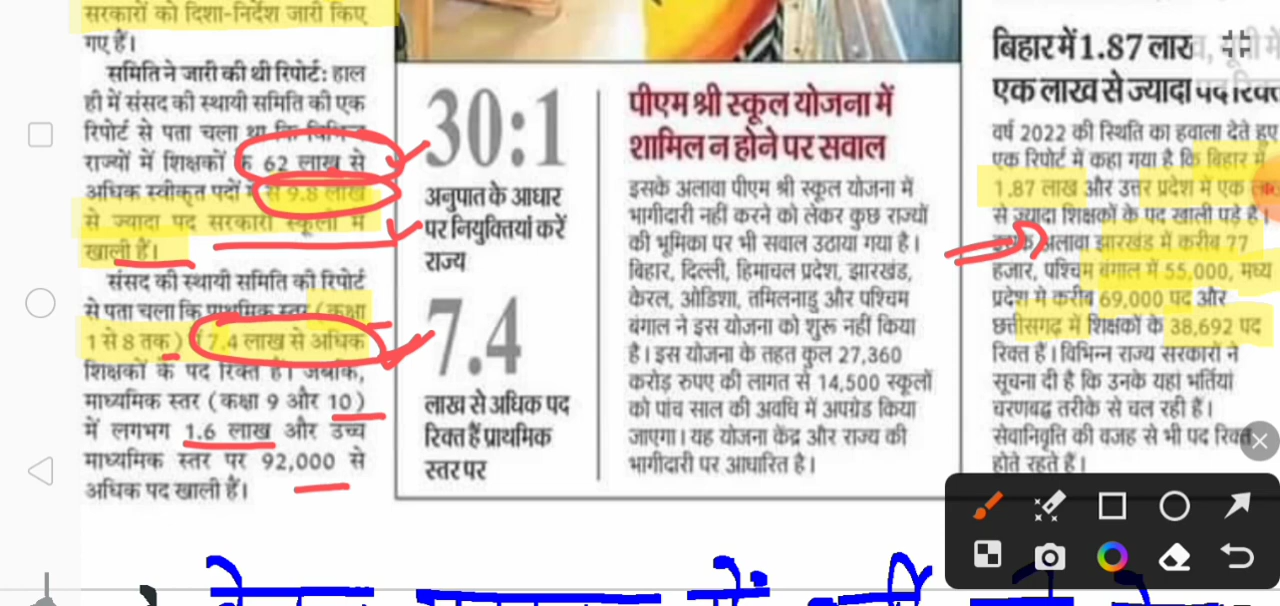 सरकारों को दिशा-निर्देश जारी किए
गए हैं।
समिति ने जारी की थी रिपोर्ट: हाल
ही में संसद की स्थायी समिति की एक
रिपोर्ट से पता चला था कि विभिन्न
राज्यों में शिक्षकों के 62 लाख से
अधिक स्वीकृत पदों में से 9.8 लाख
से ज्यादा पद सरकारी स्कूलों में
खाली हैं।
संसद की स्थायी समिति की रिपोर्ट
से पता चला कि प्राथमिक स्तर (कक्षा
1 से 8 तक) 7.4 लाख से अधिक
शिक्षकों के पद रिक्त हैं। जबकि,
माध्यमिक स्तर (कक्षा 9 और 10)
में लगभग 1.6 लाख और उच्च
माध्यमिक स्तर पर 92,000 से
अधिक पद खाली हैं।
30:1
अनुपात के आधार
पर नियुक्तियां करें
राज्य
7.4
लाख से अधिक पद
रिक्त हैं प्राथमिक
स्तर पर
पीएम श्री स्कूल योजना में
शामिल न होने पर सवाल
इसके अलावा पीएम श्री स्कूल योजना में
भागीदारी नहीं करने को लेकर कुछ राज्यों
की भूमिका पर भी सवाल उठाया गया है।
बिहार, दिल्ली, हिमाचल प्रदेश, झारखंड,
केरल, ओडिशा, तमिलनाडु और पश्चिम
बंगाल ने इस योजना को शुरू नहीं किया
है। इस योजना के तहत कुल 27,360
करोड़ रुपए की लागत से 14,500 स्कूलों
को पांच साल की अवधि में अपग्रेड किया
जाएगा। यह योजना केंद्र और राज्य की
भागीदारी पर आधारित है।
बिहार में 1.87 लाख, यूपी में
एक लाख से ज्यादा पद रिक्त
वर्ष 2022 की स्थिति का हवाला देते हुए
एक रिपोर्ट में कहा गया है कि बिहार में
1.87 लाख और उत्तर प्रदेश में एक लाख
से ज्यादा शिक्षकों के पद खाली पड़े हैं।
इसके अलावा झारखंड में करीब 77
हजार, पश्चिम बंगाल में 55,000, मध्य
प्रदेश में करीब 69,000 पद और
छत्तीसगढ़ में शिक्षकों के 38,692 पद
रिक्त हैं। विभिन्न राज्य सरकारों ने
सूचना दी है कि उनके यहां भर्तियां
चरणबद्ध तरीके से चल रही हैं।
सेवानिवृति की वजह से भी पद रिक्त
होते रहते हैं।